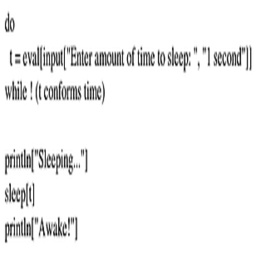 do
t = eval[input["Enter amount of time to sleep: ", "1 second"]]
while ! (t conforms time)
println["Sleeping..."]
sleep[t]
println["Awake!"]